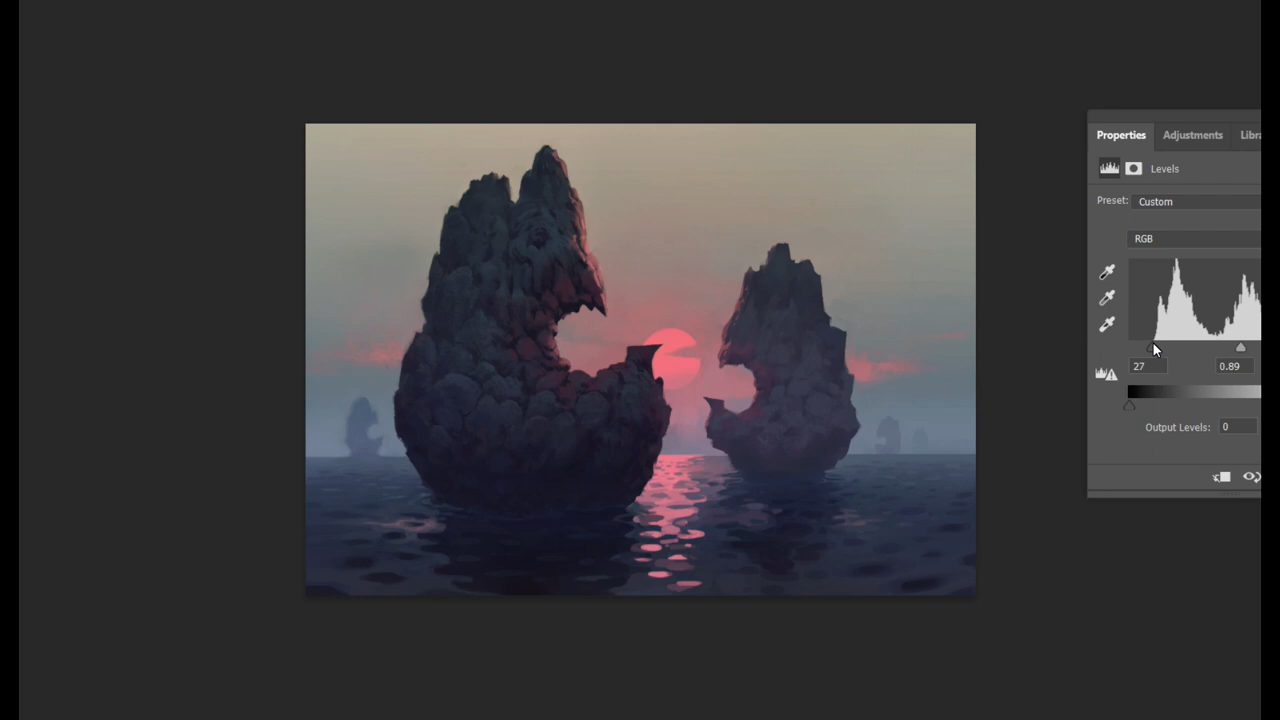 Properties Adjustments Libra
Levels
Preset: Custom
RGB
27 0.89
Output Levels: 0